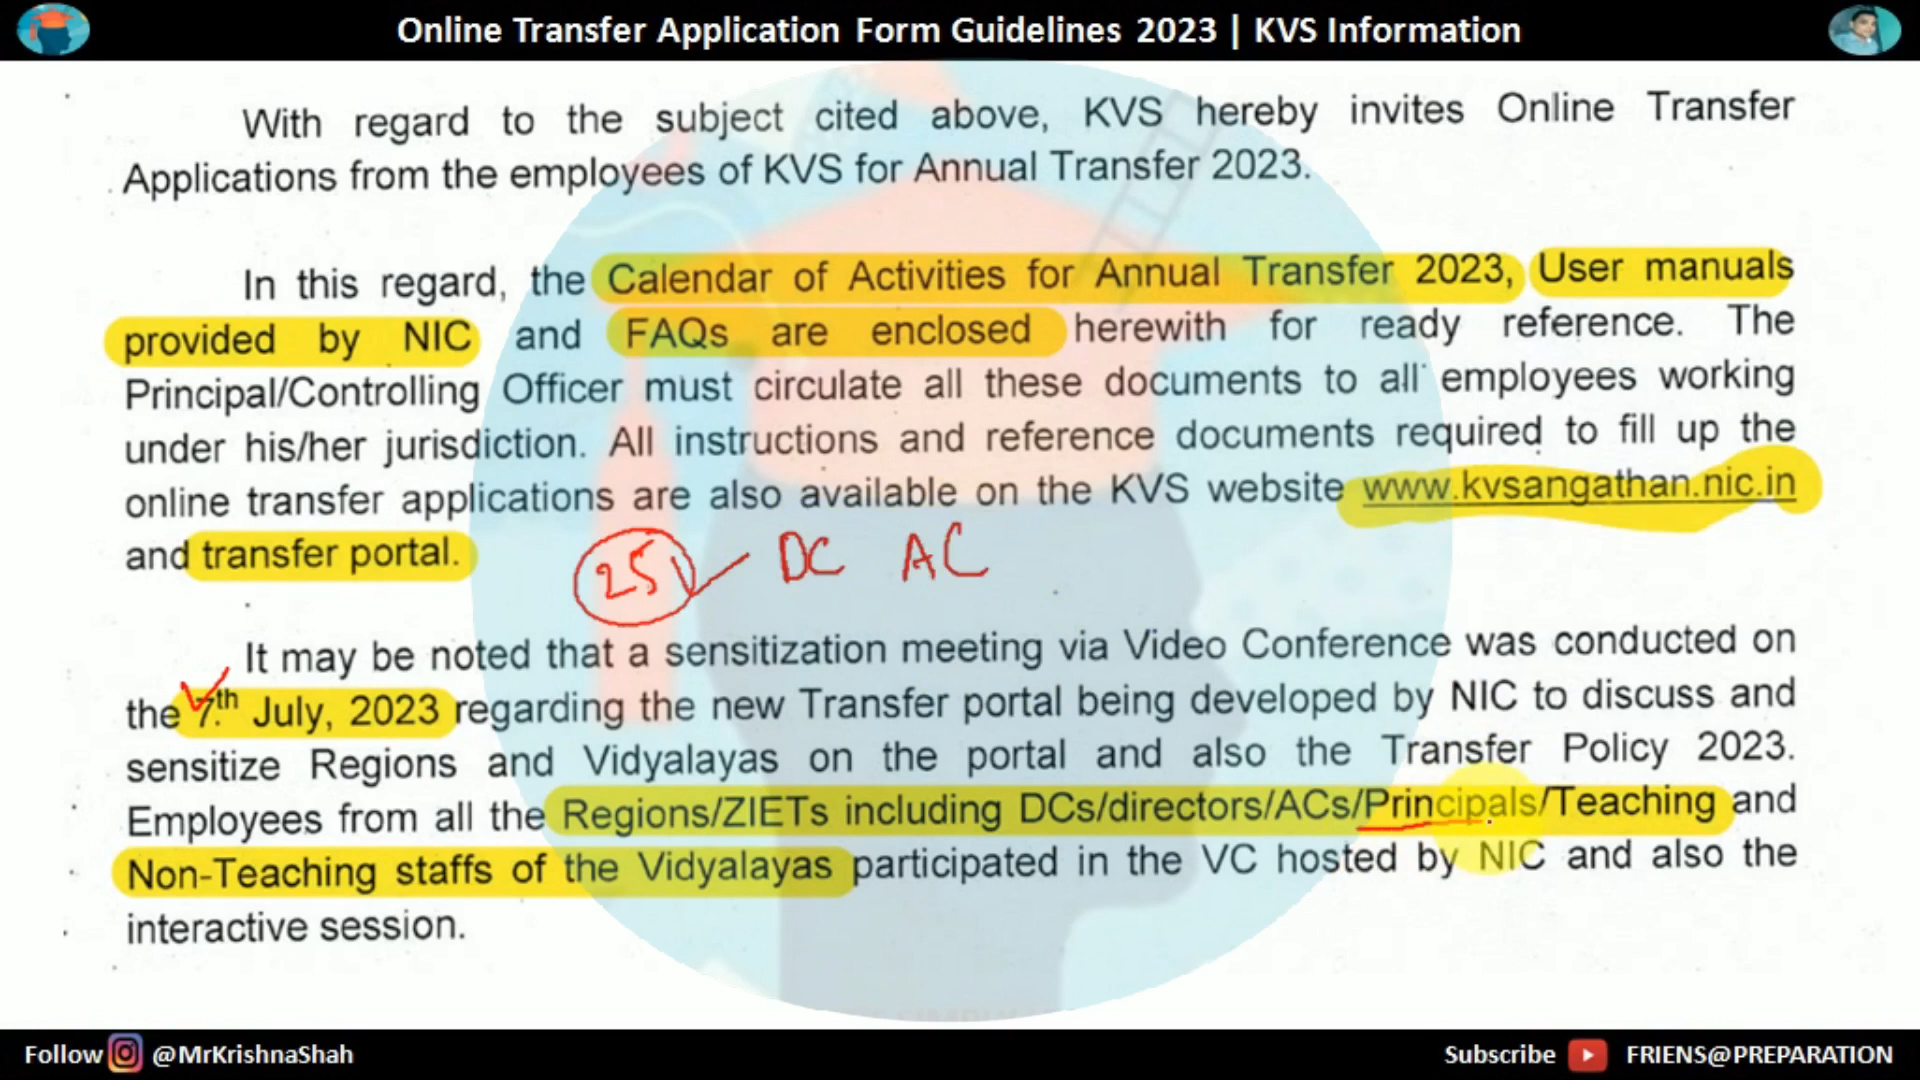 Online Transfer Application Form Guidelines 2023 | KVS Information
With regard to the subject cited above, KVS hereby invites Online Transfer
Applications from the employees of KVS for Annual Transfer 2023.
In this regard, the Calendar of Activities for Annual Transfer 2023, User manuals
provided by NIC and FAQs are enclosed herewith for ready reference. The
Principal/Controlling Officer must circulate all these documents to all employees working
under his/her jurisdiction. All instructions and reference documents required to fill up the
online transfer applications are also available on the KVS website www.kvsangathan.nic.in
and transfer portal.
25 DC AC
It may be noted that a sensitization meeting via Video Conference was conducted on
the 7th July, 2023 regarding the new Transfer portal being developed by NIC to discuss and
sensitize Regions and Vidyalayas on the portal and also the Transfer Policy 2023.
Employees from all the Regions/ZIETs including DCs/directors/ACs/Principals/Teaching and
Non-Teaching staffs of the Vidyalayas participated in the VC hosted by NIC and also the
interactive session.
Follow @MrKrishnaShah
Subscribe FRIENS@PREPARATION